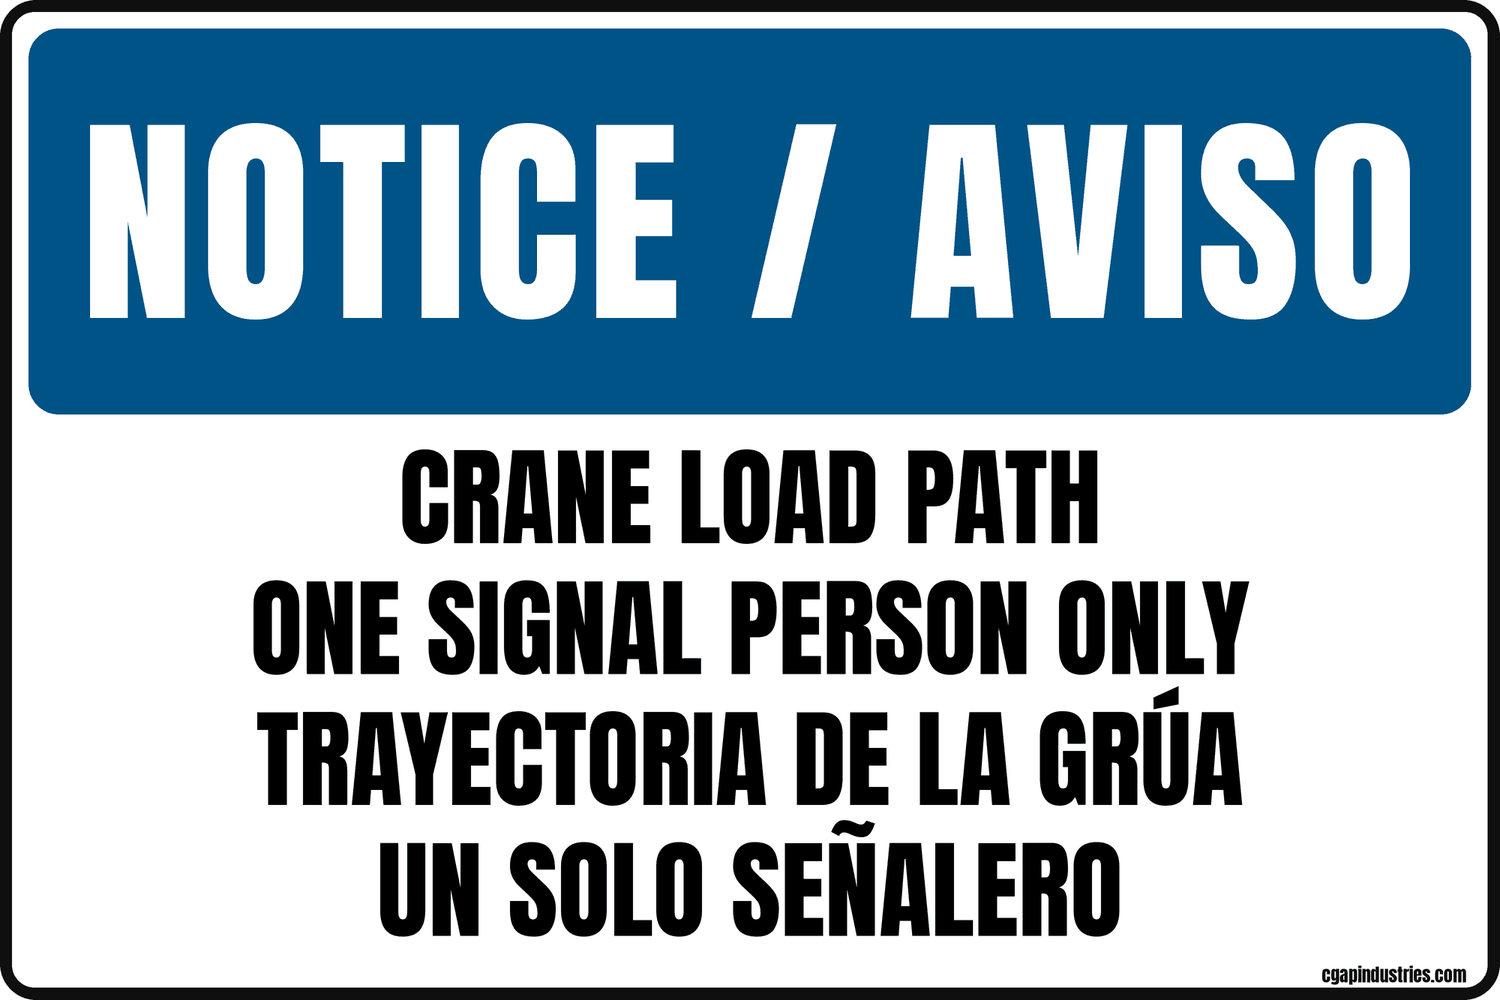 NOTICE / AVISO
CRANE LOAD PATH
ONE SIGNAL PERSON ONLY
TRAYECTORIA DE LA GRÚA
UN SOLO SEÑALERO
cgapindustries.com